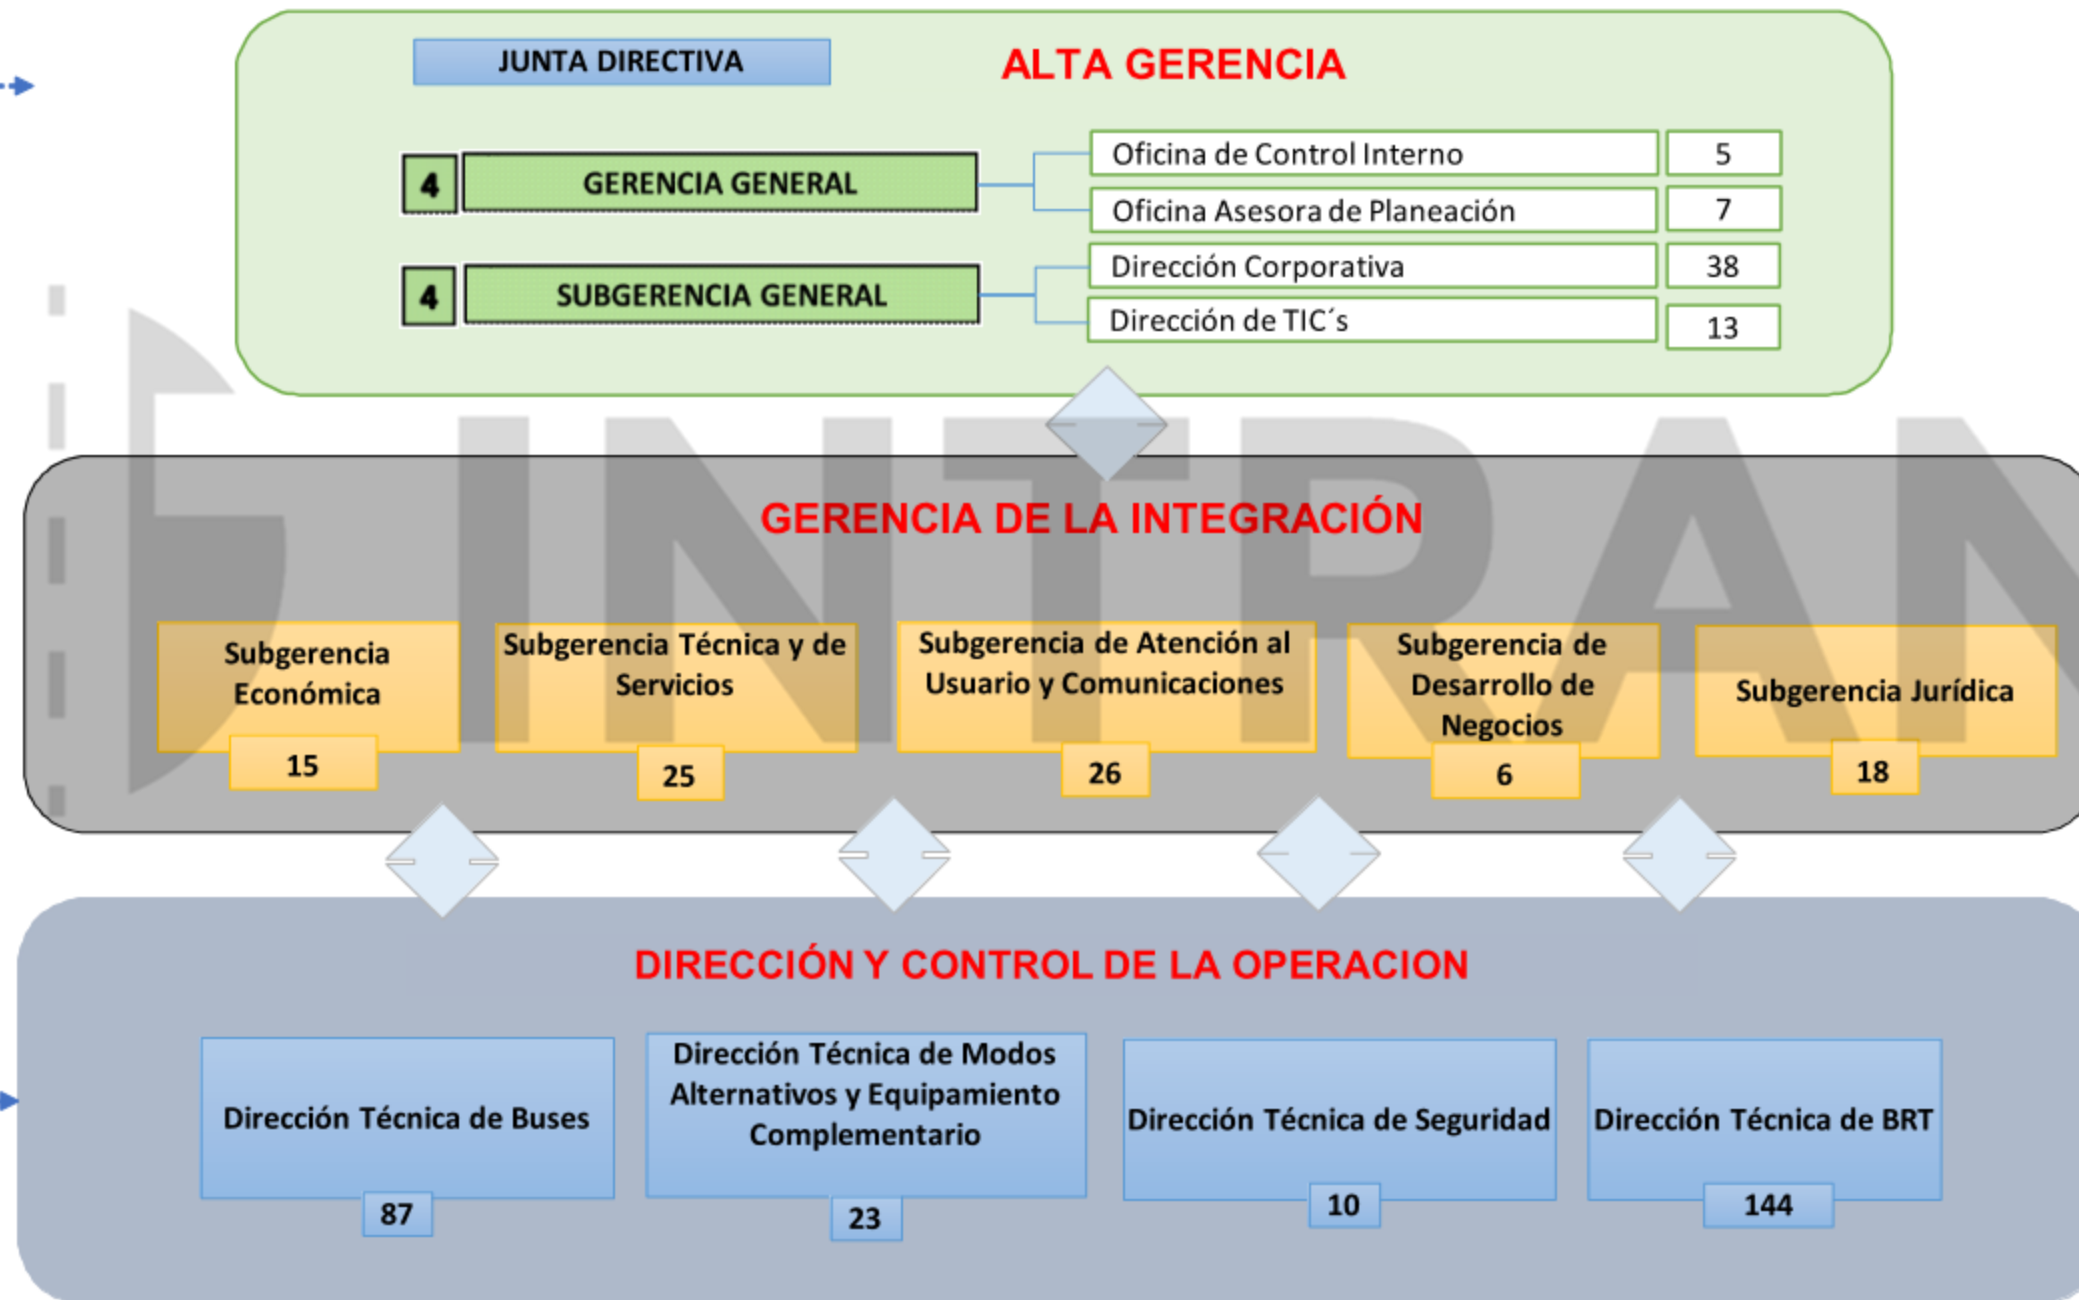 JUNTA DIRECTIVA
ALTA GERENCIA
4
GERENCIA GENERAL
Oficina de Control Interno
5
Oficina Asesora de Planeación
7
4
SUBGERENCIA GENERAL
Dirección Corporativa
38
Dirección de TIC´s
13
INTRAN
GERENCIA DE LA INTEGRACIÓN
Subgerencia
Económica
15
Subgerencia Técnica y de
Servicios
25
Subgerencia de Atención al
Usuario y Comunicaciones
26
Subgerencia de
Desarrollo de
Negocios
6
Subgerencia Jurídica
18
DIRECCIÓN Y CONTROL DE LA OPERACION
Dirección Técnica de Buses
87
Dirección Técnica de Modos
Alternativos y Equipamiento
Complementario
23
Dirección Técnica de Seguridad
10
Dirección Técnica de BRT
144